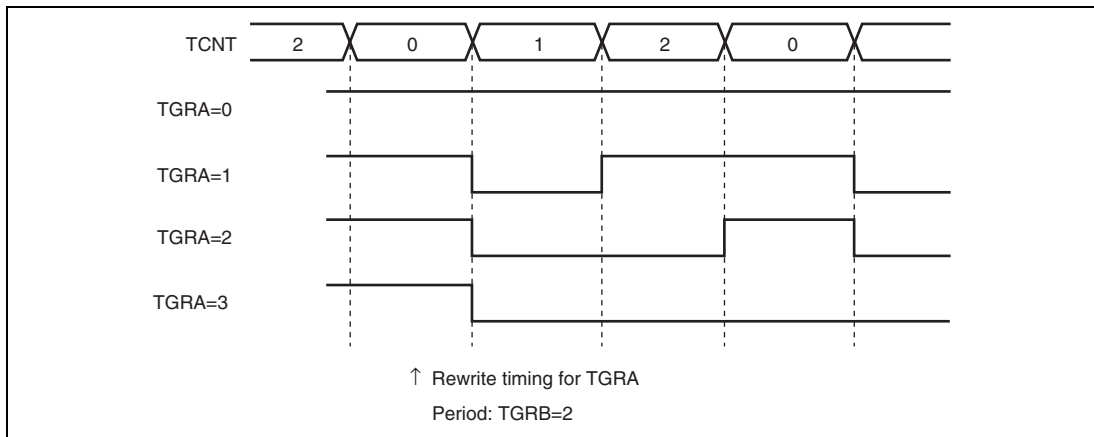 TCNT 2 0 1 2 0
TGRA=0
TGRA=1
TGRA=2
TGRA=3
↑ Rewrite timing for TGRA
Period: TGRB=2